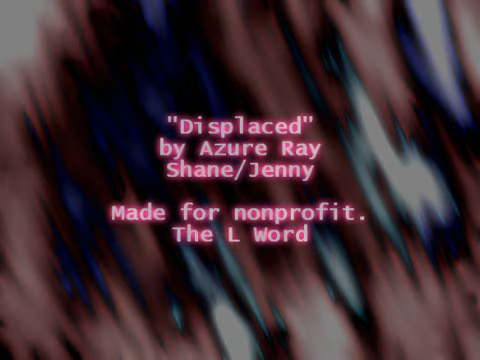 "Displaced"
by Azure Ray
Shane/Jenny
Made for nonprofit.
The L Word